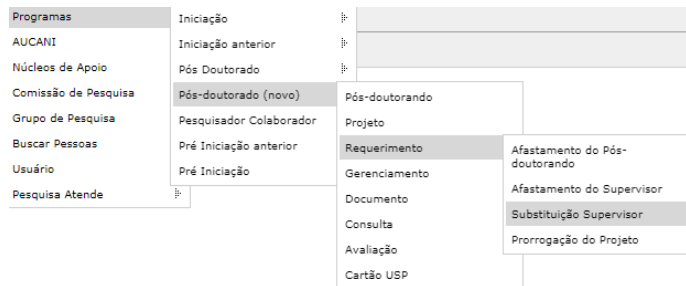 Programas
AUCANI
Núcleos de Apoio
Comissão de Pesquisa
Grupo de Pesquisa
Buscar Pessoas
Usuário
Pesquisa Atende
Iniciação
Iniciação anterior
Pós Doutorado
Pós-doutorado (novo)
Pesquisador Colaborador
Pré Iniciação anterior
Pré Iniciação
Pós-doutorando
Projeto
Requerimento
Gerenciamento
Documento
Consulta
Avaliação
Cartão USP
Afastamento do Pós-
doutorando
Afastamento do Supervisor
Substituição Supervisor
Prorrogação do Projeto